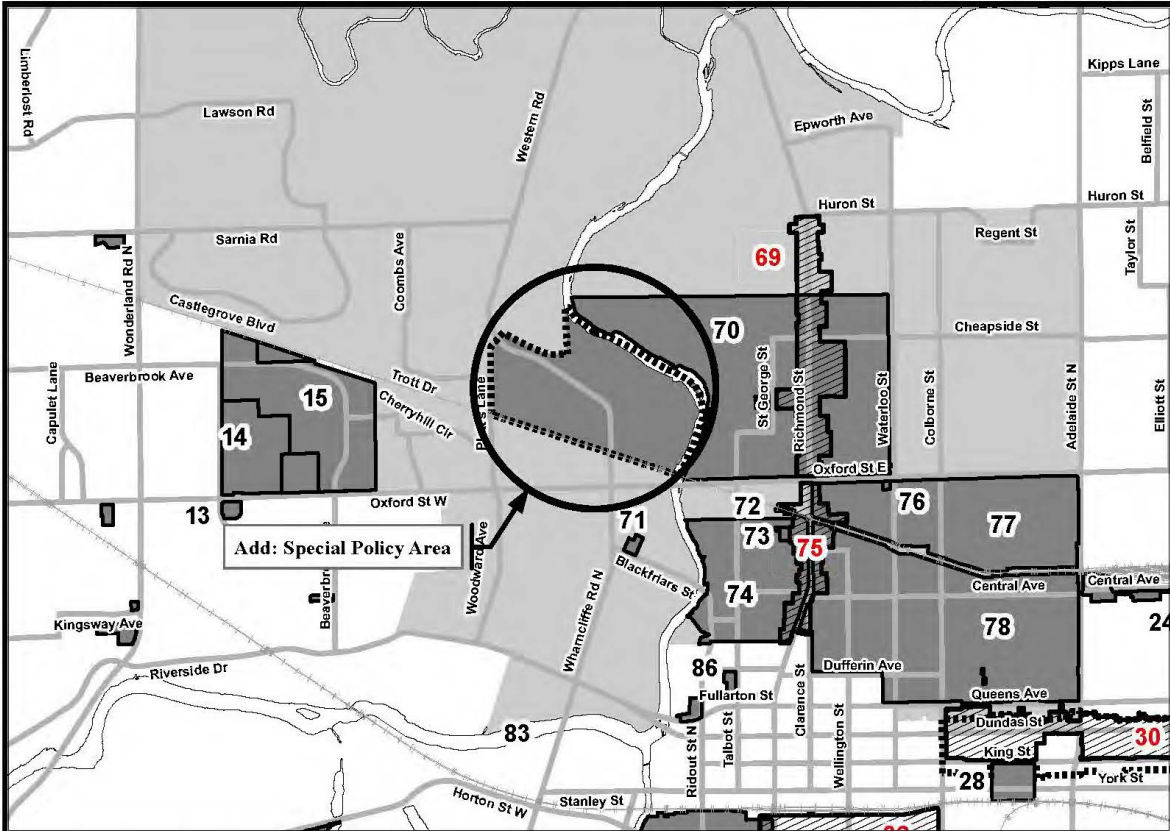 Kipps Lane
Limberlost Rd
Lawson Rd
Western Rd
Epworth Ave
Belfield St
Huron St
Huron St
Sarnia Rd
Regent St
Wonderland Rd N
Coombs Ave
69
Taylor St
Castlegrove Blvd
70
Cheapside St
Beaverbrook Ave
Trott Dr
St George St
Richmond St
Waterloo St
Colborne St
Adelaide St N
Elliott St
15
Cherryhill Cir
Capulet Lane
14
Oxford St E
Oxford St W
72
76
77
13
71
73
75
Add: Special Policy Area
Woodward Ave
Blackfriars St
Central Ave
Central Ave
74
78
24
Kingsway Ave
Wharncliffe Rd N
Riverside Dr
86
Dufferin Ave
Fullarton St
Queens Ave
Clarence St
Dundas St
83
Ridout St N
Talbot St
Wellington St
30
King St
28
York St
Horton St W
Stanley St